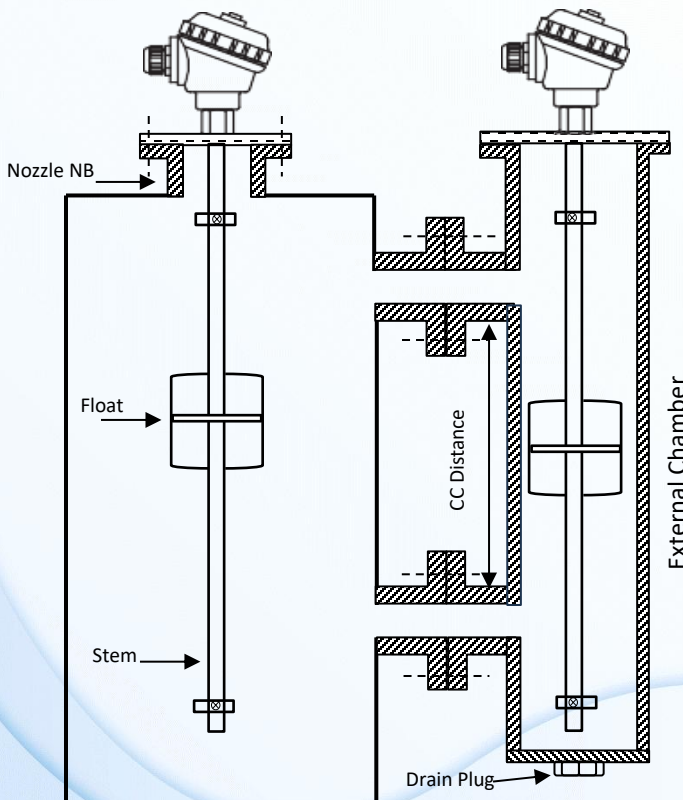 Nozzle NB
Float
CC Distance
External Chamber
Stem
Drain Plug